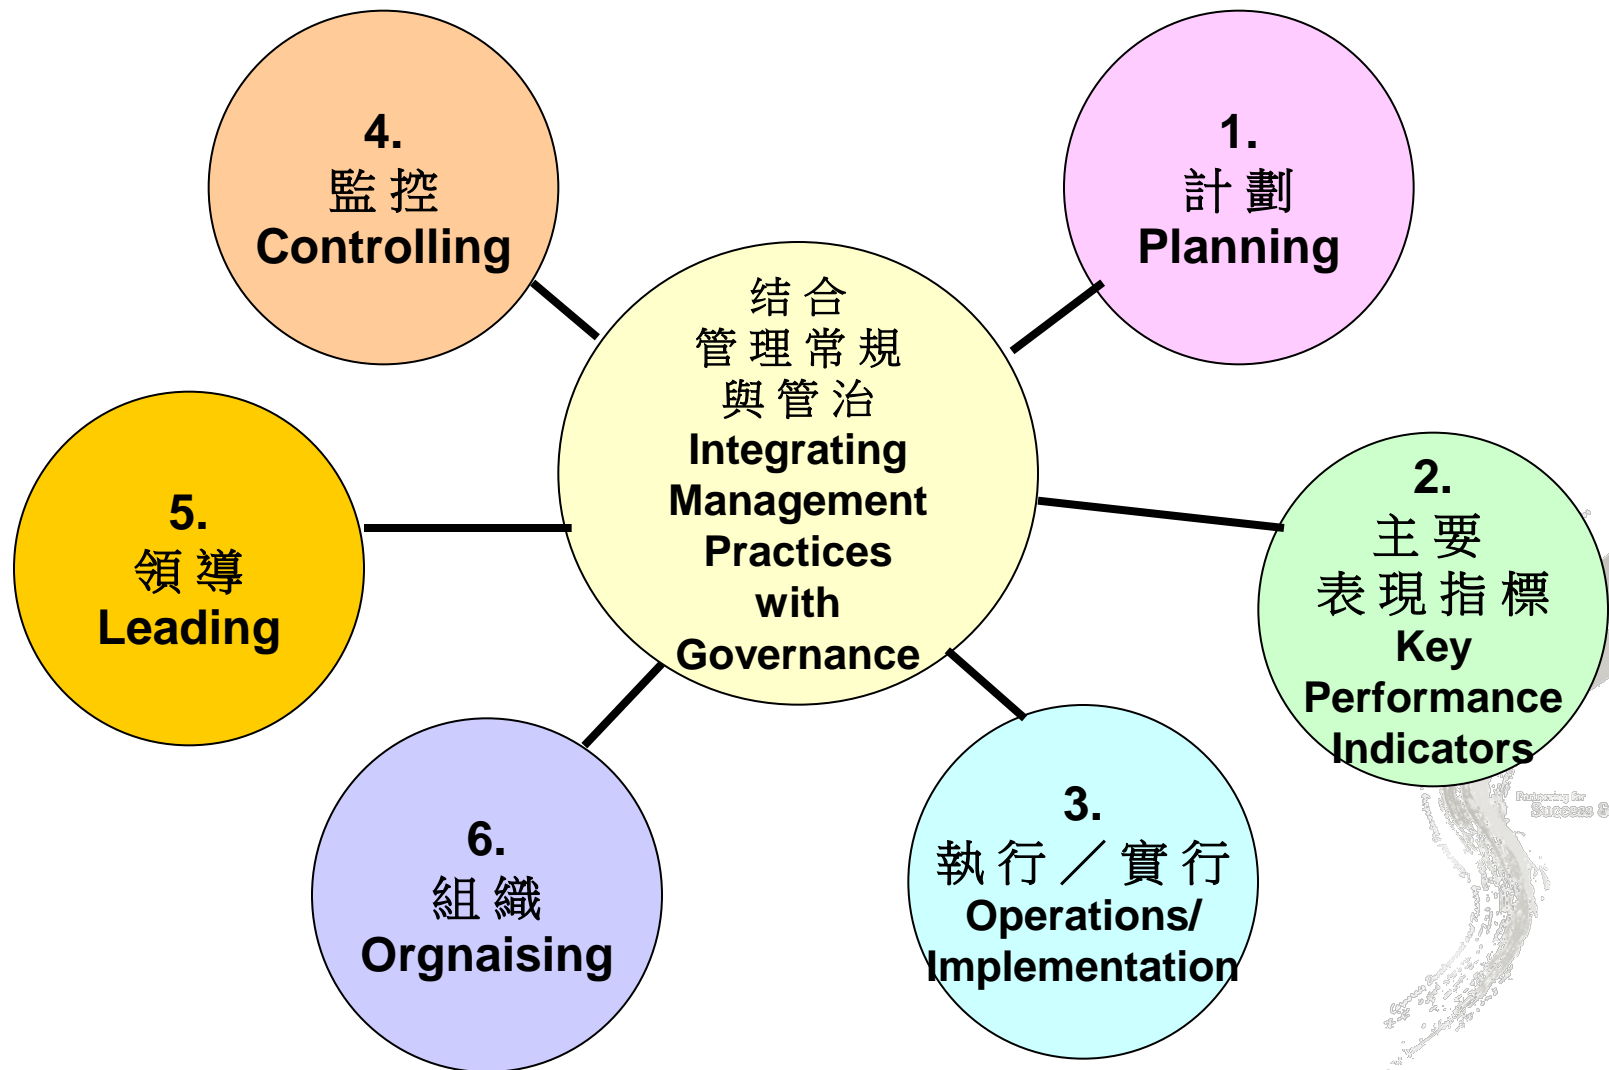 结合
管理常規
與管治
Integrating
Management
Practices
with
Governance
1.
計劃
Planning
2.
主要
表現指標
Key
Performance
Indicators
3.
執行／實行
Operations/
Implementation
4.
監控
Controlling
5.
領導
Leading
6.
組織
Orgnaising